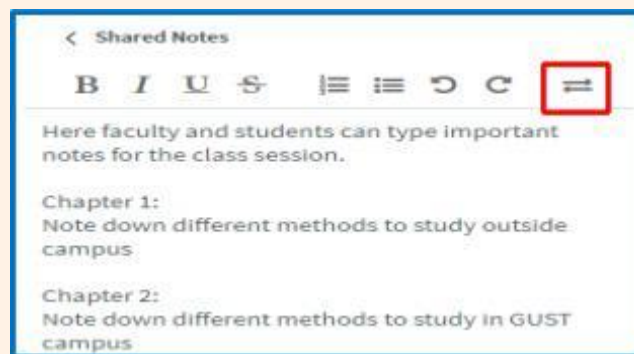 Shared Notes
B I U S
Here faculty and students can type important
notes for the class session.
Chapter 1:
Note down different methods to study outside
campus
Chapter 2:
Note down different methods to study in GUST
campus